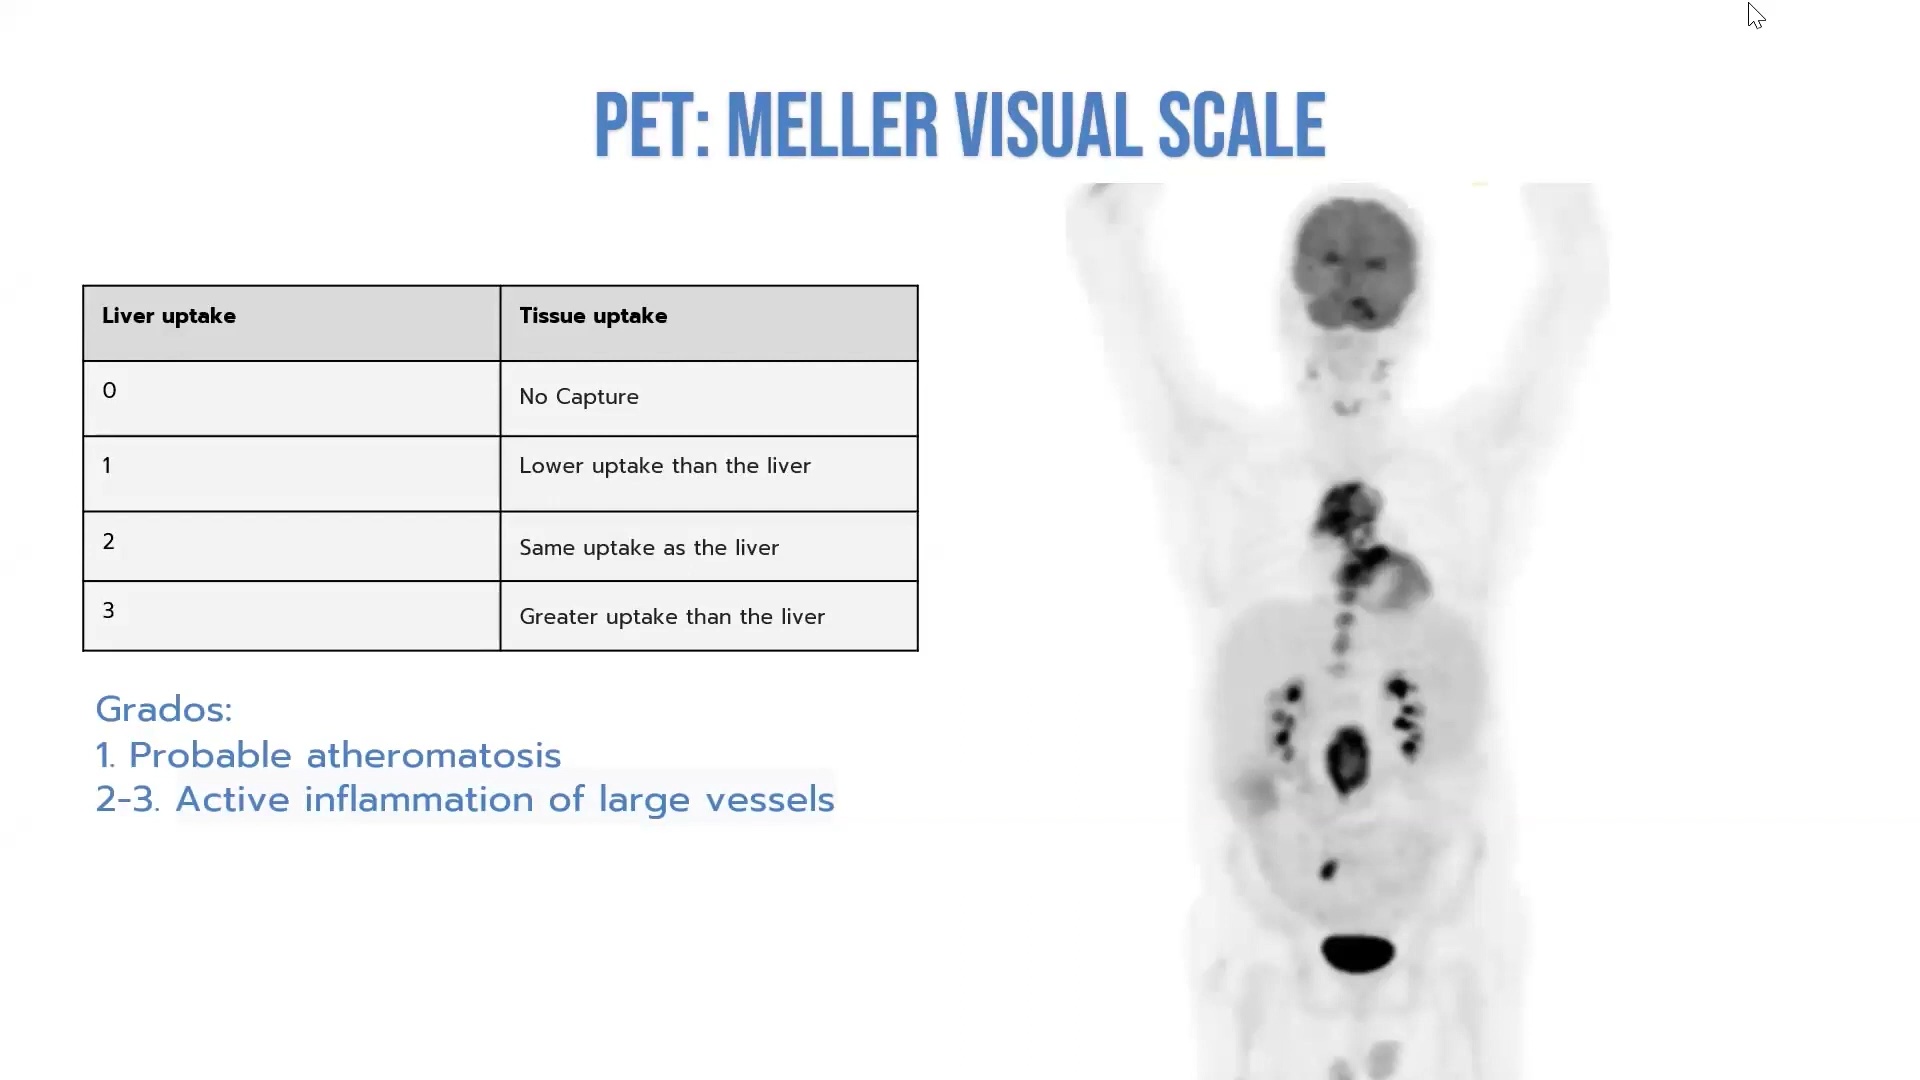 PET: MELLER VISUAL SCALE
Liver uptake
Tissue uptake
0
No Capture
1
Lower uptake than the liver
2
Same uptake as the liver
3
Greater uptake than the liver
Grados:
1. Probable atheromatosis
2-3. Active inflammation of large vessels